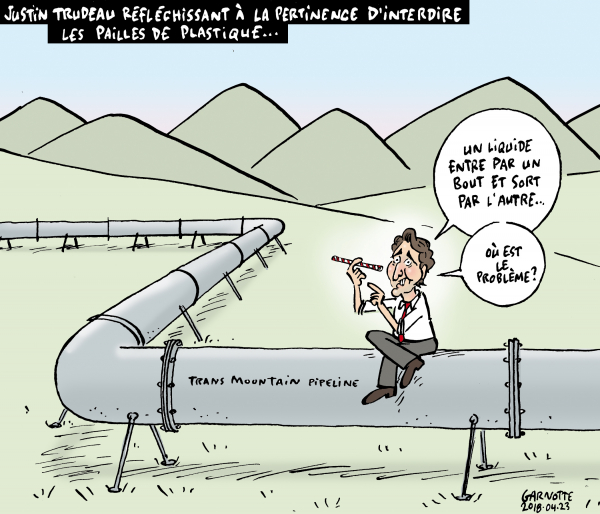 JUSTIN TRUDEAU RÉFLÉCHISSANT À LA PERTINENCE D'INTERDIRE
LES PAILLES DE PLASTIQUE...
UN LIQUIDE
ENTRE PAR UN
BOUT ET SORT
PAR L'AUTRE...
OÙ EST
LE
PROBLÈME?
TRANS MOUNTAIN PIPELINE
GARNOTTE
2018.04.23